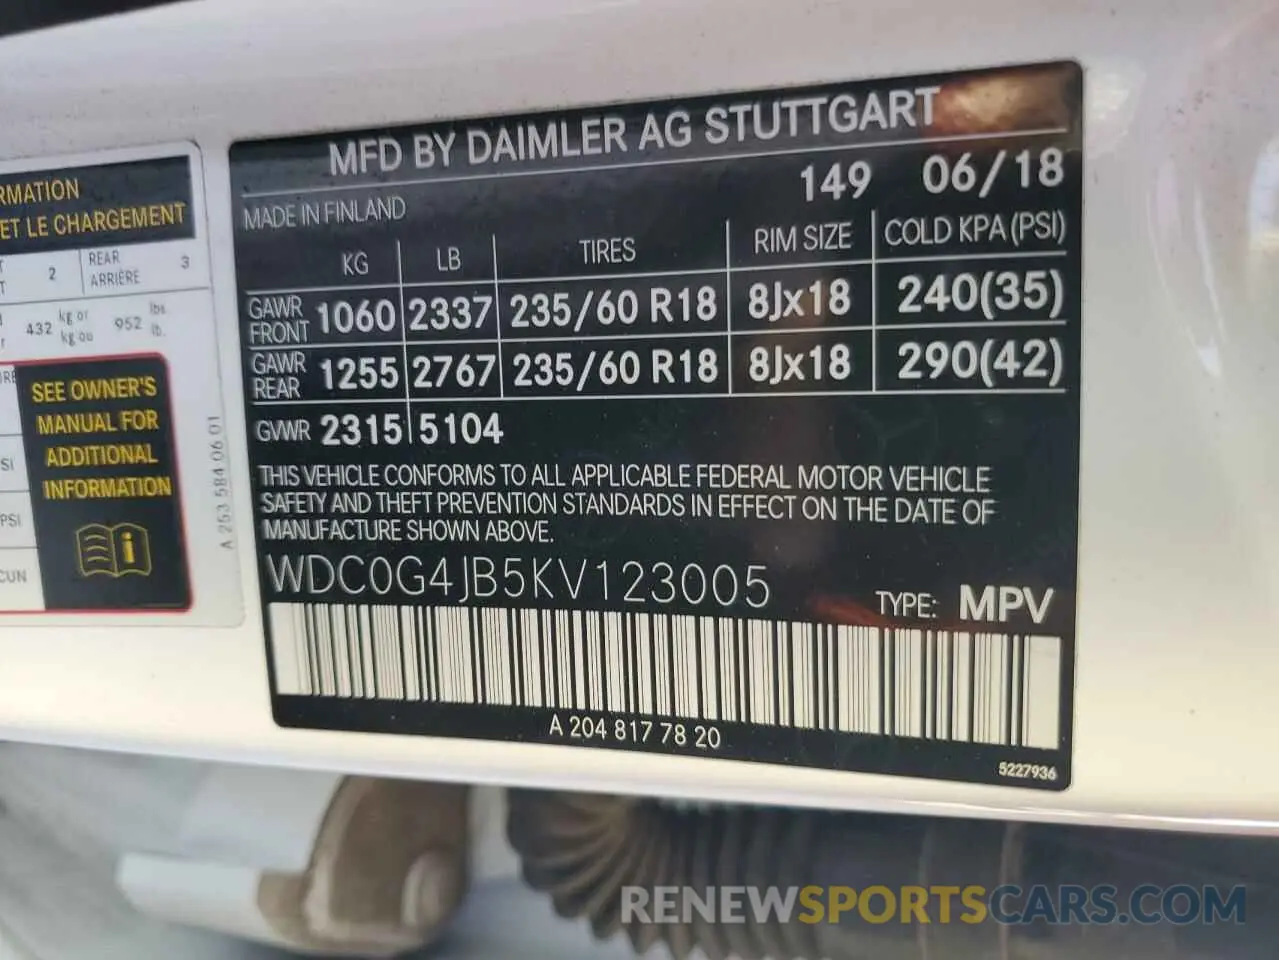 RMATION
ET LE CHARGEMENT
2 REAR ARRIÈRE 3
432 kg or kg ou 952 lbs. lb.
SEE OWNER'S
MANUAL FOR
ADDITIONAL
INFORMATION
PSI
CUN
A 253 584 06 01
MFD BY DAIMLER AG STUTTGART
149 06/18
MADE IN FINLAND
KG LB TIRES RIM SIZE COLD KPA(PSI)
GAWR FRONT 1060 2337 235/60 R18 8Jx18 240(35)
GAWR REAR 1255 2767 235/60 R18 8Jx18 290(42)
GVWR 2315 5104
THIS VEHICLE CONFORMS TO ALL APPLICABLE FEDERAL MOTOR VEHICLE
SAFETY AND THEFT PREVENTION STANDARDS IN EFFECT ON THE DATE OF
MANUFACTURE SHOWN ABOVE.
WDC0G4JB5KV123005
TYPE: MPV
A 204 817 78 20
5227936
RENEWSPORTSCARS.COM